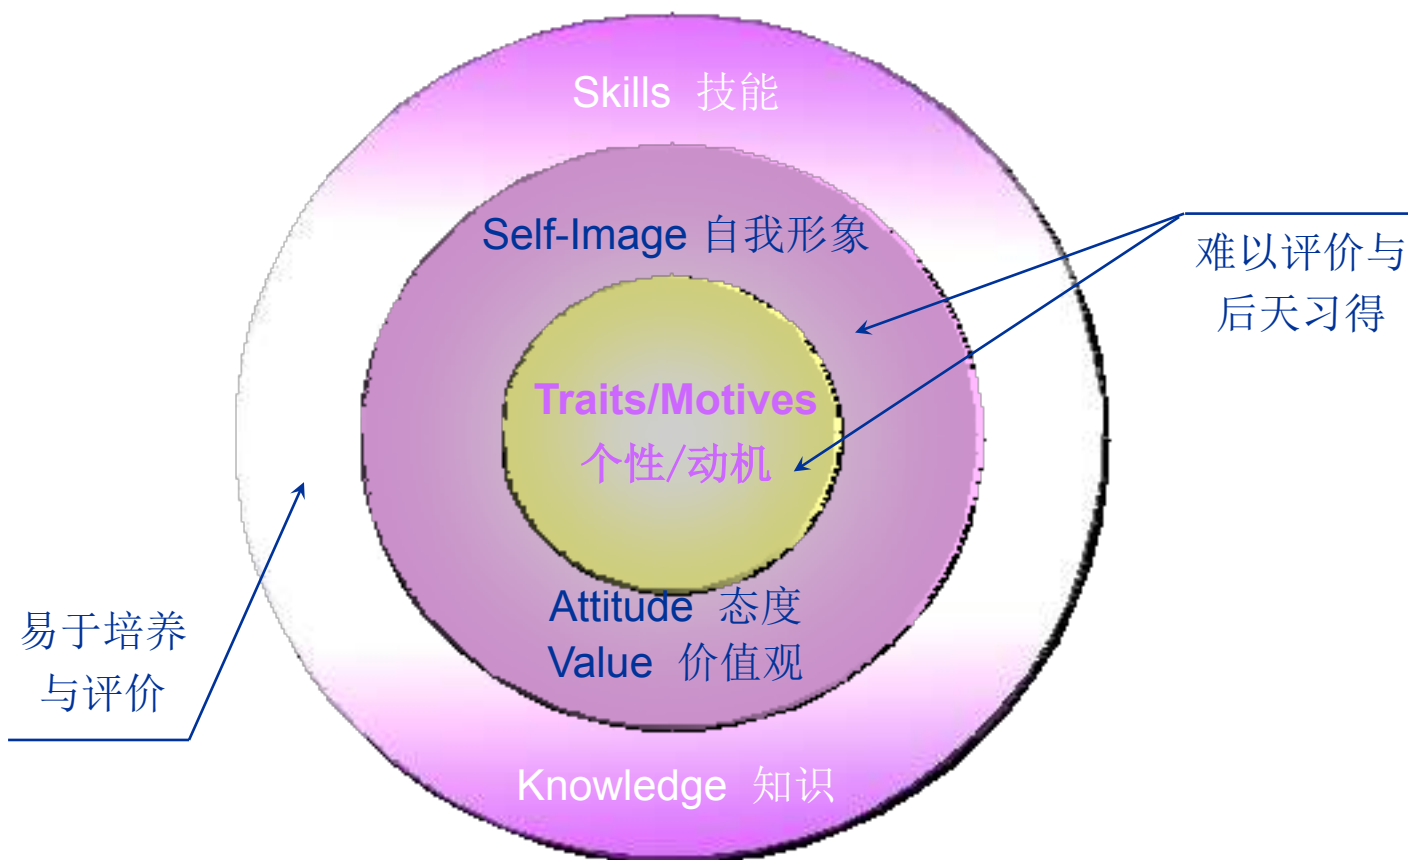 Skills 技能
Self-Image 自我形象
难以评价与
后天习得
Traits/Motives
个性/动机
Attitude 态度
Value 价值观
易于培养
与评价
Knowledge 知识